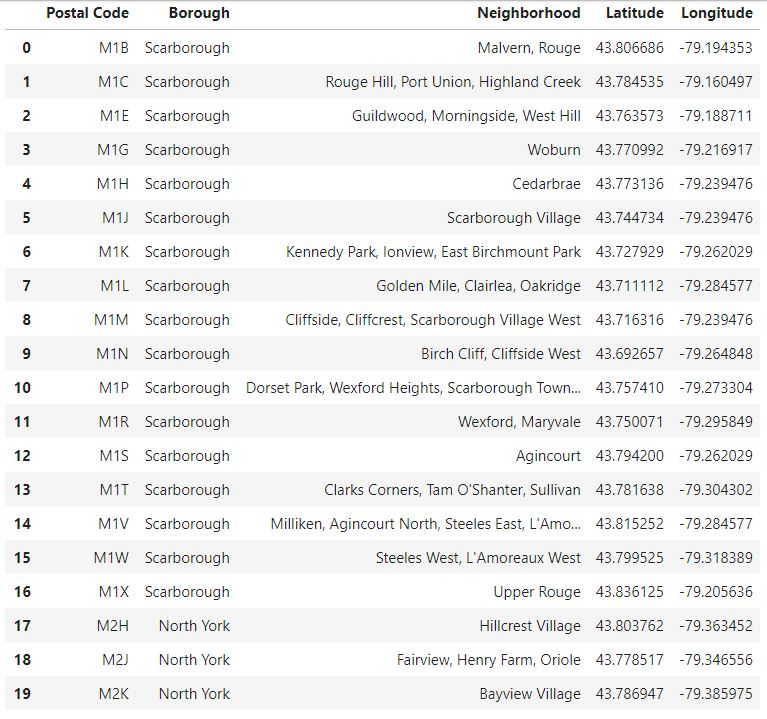 Postal Code Borough Neighborhood Latitude Longitude
0 M1B Scarborough Malvern, Rouge 43.806686 -79.194353
1 M1C Scarborough Rouge Hill, Port Union, Highland Creek 43.784535 -79.160497
2 M1E Scarborough Guildwood, Morningside, West Hill 43.763573 -79.188711
3 M1G Scarborough Woburn 43.770992 -79.216917
4 M1H Scarborough Cedarbrae 43.773136 -79.239476
5 M1J Scarborough Scarborough Village 43.744734 -79.239476
6 M1K Scarborough Kennedy Park, Ionview, East Birchmount Park 43.727929 -79.262029
7 M1L Scarborough Golden Mile, Clairlea, Oakridge 43.711112 -79.284577
8 M1M Scarborough Cliffside, Cliffcrest, Scarborough Village West 43.716316 -79.239476
9 M1N Scarborough Birch Cliff, Cliffside West 43.692657 -79.264848
10 M1P Scarborough Dorset Park, Wexford Heights, Scarborough Town... 43.757410 -79.273304
11 M1R Scarborough Wexford, Maryvale 43.750071 -79.295849
12 M1S Scarborough Agincourt 43.794200 -79.262029
13 M1T Scarborough Clarks Corners, Tam O'Shanter, Sullivan 43.781638 -79.304302
14 M1V Scarborough Milliken, Agincourt North, Steeles East, L'Amo... 43.815252 -79.284577
15 M1W Scarborough Steeles West, L'Amoreaux West 43.799525 -79.318389
16 M1X Scarborough Upper Rouge 43.836125 -79.205636
17 M2H North York Hillcrest Village 43.803762 -79.363452
18 M2J North York Fairview, Henry Farm, Oriole 43.778517 -79.346556
19 M2K North York Bayview Village 43.786947 -79.385975